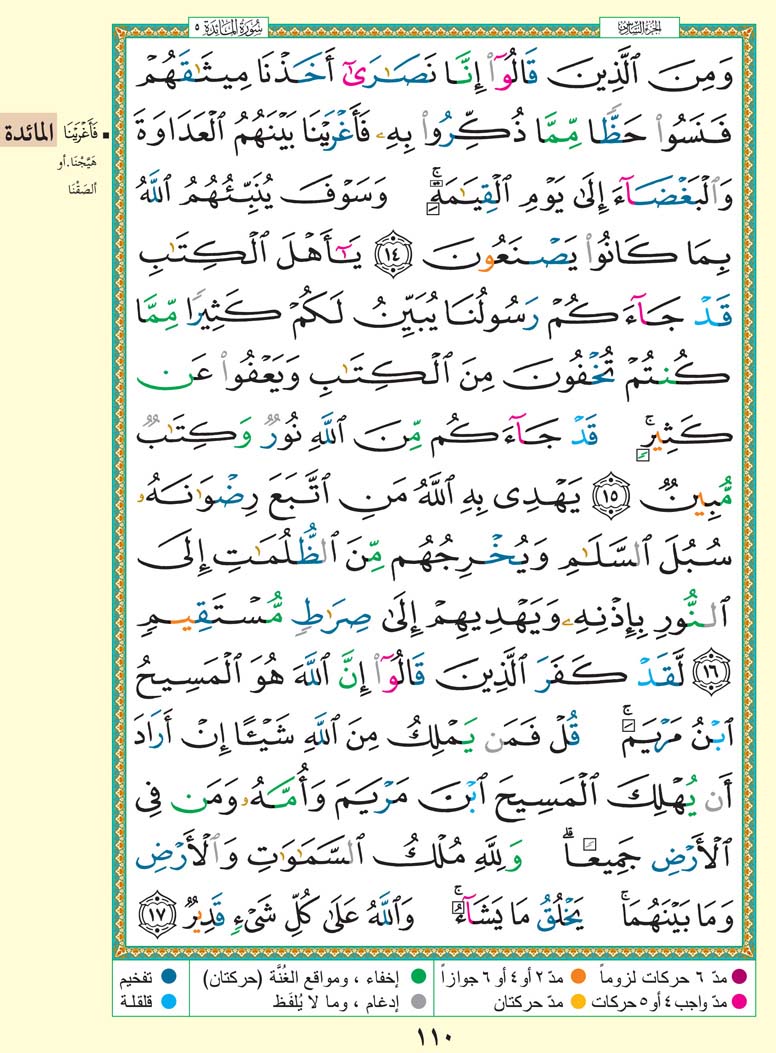 سُورَةُ المَائدَة ٥
الجزء السادس
وَمِنَ ٱلَّذِينَ قَالُوٓا۟ إِنَّا نَصَـٰرَىٰٓ أَخَذْنَا مِيثَـٰقَهُمْ
فَنَسُوا۟ حَظًّا مِّمَّا ذُكِّرُوا۟ بِهِۦ فَأَغْرَيْنَا بَيْنَهُمُ ٱلْعَدَاوَةَ
وَٱلْبَغْضَآءَ إِلَىٰ يَوْمِ ٱلْقِيَـٰمَةِ ۚ وَسَوْفَ يُنَبِّئُهُمُ ٱللَّهُ
بِمَا كَانُوا۟ يَصْنَعُونَ ١٤ يَـٰٓأَهْلَ ٱلْكِتَـٰبِ
قَدْ جَآءَكُمْ رَسُولُنَا يُبَيِّنُ لَكُمْ كَثِيرًا مِّمَّا
كُنتُمْ تُخْفُونَ مِنَ ٱلْكِتَـٰبِ وَيَعْفُوا۟ عَن
كَثِيرٍ ۚ قَدْ جَآءَكُم مِّنَ ٱللَّهِ نُورٌ وَكِتَـٰبٌ
مُّبِينٌ ١٥ يَهْدِى بِهِ ٱللَّهُ مَنِ ٱتَّبَعَ رِضْوَٰنَهُۥ
سُبُلَ ٱلسَّلَـٰمِ وَيُخْرِجُهُم مِّنَ ٱلظُّلُمَـٰتِ إِلَى
ٱلنُّورِ بِإِذْنِهِۦ وَيَهْدِيهِمْ إِلَىٰ صِرَٰطٍ مُّسْتَقِيمٍ
١٦ لَّقَدْ كَفَرَ ٱلَّذِينَ قَالُوٓا۟ إِنَّ ٱللَّهَ هُوَ ٱلْمَسِيحُ
ٱبْنُ مَرْيَمَ ۚ قُلْ فَمَن يَمْلِكُ مِنَ ٱللَّهِ شَيْـًٔا إِنْ أَرَادَ
أَن يُهْلِكَ ٱلْمَسِيحَ ٱبْنَ مَرْيَمَ وَأُمَّهُۥ وَمَن فِى
ٱلْأَرْضِ جَمِيعًا ۗ وَلِلَّهِ مُلْكُ ٱلسَّمَـٰوَٰتِ وَٱلْأَرْضِ
وَمَا بَيْنَهُمَا ۚ يَخْلُقُ مَا يَشَآءُ ۚ وَٱللَّهُ عَلَىٰ كُلِّ شَىْءٍ قَدِيرٌ ١٧
المائدة
فَأَغْرَيْنَا
هَيَّجْنَا. أو
ألصَقْنَا
مدّ ٦ حركات لزوماً مدّ ٢ أو ٤ أو ٦ جوازاً إخفاء ، ومواقع الغُنَّة (حركتان) تفخيم
مدّ واجب ٤ أو ٥ حركات مدّ حركتان إدغام ، وما لا يُلفَظ قلقلة
١١٠